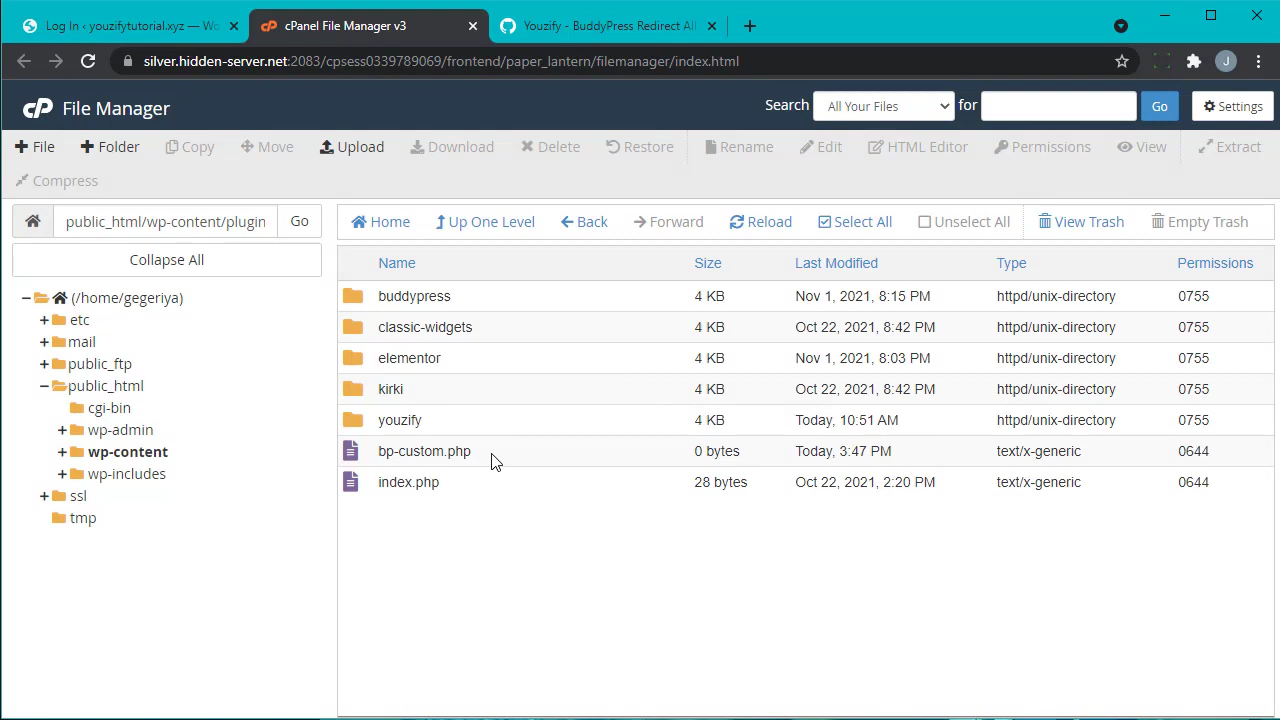 Log In ‹ youzifytutorial.xyz — Wo
cPanel File Manager v3
Youzify - BuddyPress Redirect All
silver.hidden-server.net:2083/cpsess0339789069/frontend/paper_lantern/filemanager/index.html
J
cP File Manager
Search All Your Files for Go Settings
File Folder Copy Move Upload Download Delete Restore Rename Edit HTML Editor Permissions View Extract
Compress
public_html/wp-content/plugin Go
Home Up One Level Back Forward Reload Select All Unselect All View Trash Empty Trash
Collapse All
Name Size Last Modified Type Permissions
(/home/gegeriya)
etc
mail
public_ftp
public_html
cgi-bin
wp-admin
wp-content
wp-includes
ssl
tmp
buddypress 4 KB Nov 1, 2021, 8:15 PM httpd/unix-directory 0755
classic-widgets 4 KB Oct 22, 2021, 8:42 PM httpd/unix-directory 0755
elementor 4 KB Nov 1, 2021, 8:03 PM httpd/unix-directory 0755
kirki 4 KB Oct 22, 2021, 8:42 PM httpd/unix-directory 0755
youzify 4 KB Today, 10:51 AM httpd/unix-directory 0755
bp-custom.php 0 bytes Today, 3:47 PM text/x-generic 0644
index.php 28 bytes Oct 22, 2021, 2:20 PM text/x-generic 0644